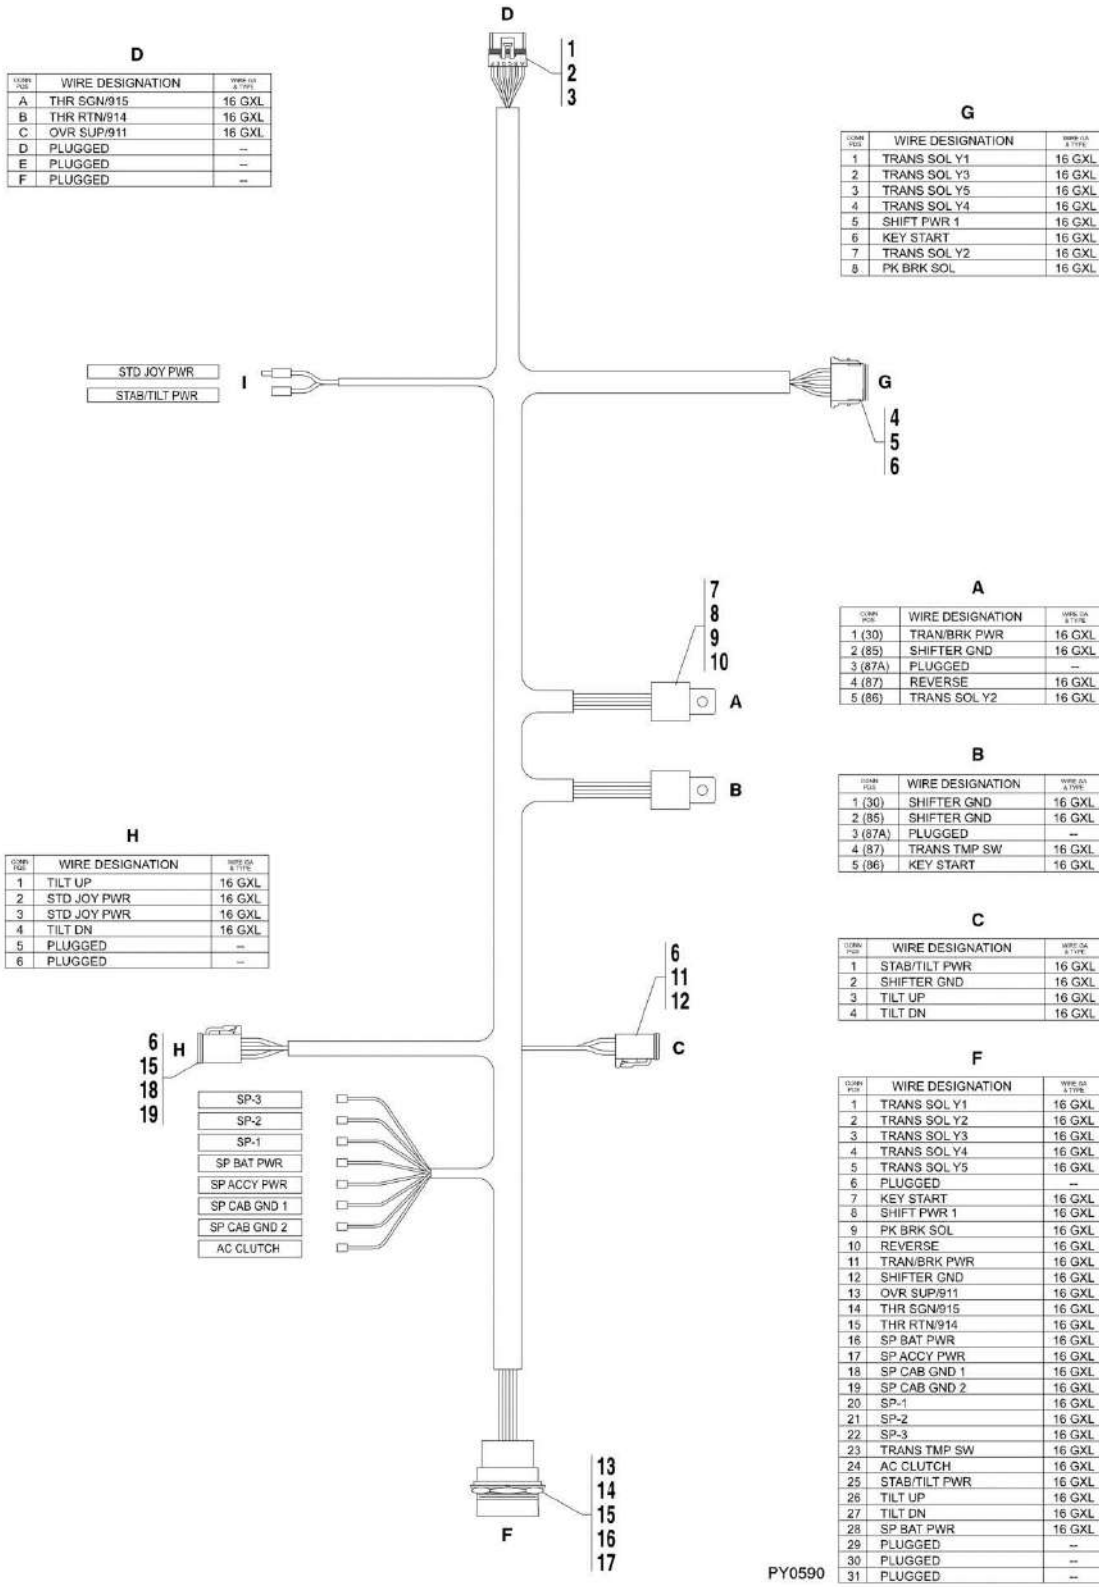 D
1
2
3
D
CONN POS WIRE DESIGNATION WIRE GA & TYPE
A THR SGN/915 16 GXL
B THR RTN/914 16 GXL
C OVR SUP/911 16 GXL
D PLUGGED --
E PLUGGED --
F PLUGGED --
G
CONN POS WIRE DESIGNATION WIRE GA & TYPE
1 TRANS SOL Y1 16 GXL
2 TRANS SOL Y3 16 GXL
3 TRANS SOL Y5 16 GXL
4 TRANS SOL Y4 16 GXL
5 SHIFT PWR 1 16 GXL
6 KEY START 16 GXL
7 TRANS SOL Y2 16 GXL
8 PK BRK SOL 16 GXL
STD JOY PWR
STAB/TILT PWR
I
G
4
5
6
7
8
9
10
A
B
A
CONN POS WIRE DESIGNATION WIRE GA & TYPE
1 (30) TRAN/BRK PWR 16 GXL
2 (85) SHIFTER GND 16 GXL
3 (87A) PLUGGED --
4 (87) REVERSE 16 GXL
5 (86) TRANS SOL Y2 16 GXL
B
CONN POS WIRE DESIGNATION WIRE GA & TYPE
1 (30) SHIFTER GND 16 GXL
2 (85) SHIFTER GND 16 GXL
3 (87A) PLUGGED --
4 (87) TRANS TMP SW 16 GXL
5 (86) KEY START 16 GXL
H
CONN POS WIRE DESIGNATION WIRE GA & TYPE
1 TILT UP 16 GXL
2 STD JOY PWR 16 GXL
3 STD JOY PWR 16 GXL
4 TILT DN 16 GXL
5 PLUGGED --
6 PLUGGED --
C
CONN POS WIRE DESIGNATION WIRE GA & TYPE
1 STAB/TILT PWR 16 GXL
2 SHIFTER GND 16 GXL
3 TILT UP 16 GXL
4 TILT DN 16 GXL
6
11
12
C
6
15
18
19
H
SP-3
SP-2
SP-1
SP BAT PWR
SP ACCY PWR
SP CAB GND 1
SP CAB GND 2
AC CLUTCH
F
CONN POS WIRE DESIGNATION WIRE GA & TYPE
1 TRANS SOL Y1 16 GXL
2 TRANS SOL Y2 16 GXL
3 TRANS SOL Y3 16 GXL
4 TRANS SOL Y4 16 GXL
5 TRANS SOL Y5 16 GXL
6 PLUGGED --
7 KEY START 16 GXL
8 SHIFT PWR 1 16 GXL
9 PK BRK SOL 16 GXL
10 REVERSE 16 GXL
11 TRAN/BRK PWR 16 GXL
12 SHIFTER GND 16 GXL
13 OVR SUP/911 16 GXL
14 THR SGN/915 16 GXL
15 THR RTN/914 16 GXL
16 SP BAT PWR 16 GXL
17 SP ACCY PWR 16 GXL
18 SP CAB GND 1 16 GXL
19 SP CAB GND 2 16 GXL
20 SP-1 16 GXL
21 SP-2 16 GXL
22 SP-3 16 GXL
23 TRANS TMP SW 16 GXL
24 AC CLUTCH 16 GXL
25 STAB/TILT PWR 16 GXL
26 TILT UP 16 GXL
27 TILT DN 16 GXL
28 SP BAT PWR 16 GXL
29 PLUGGED --
30 PLUGGED --
31 PLUGGED --
13
14
15
16
17
F
PY0590